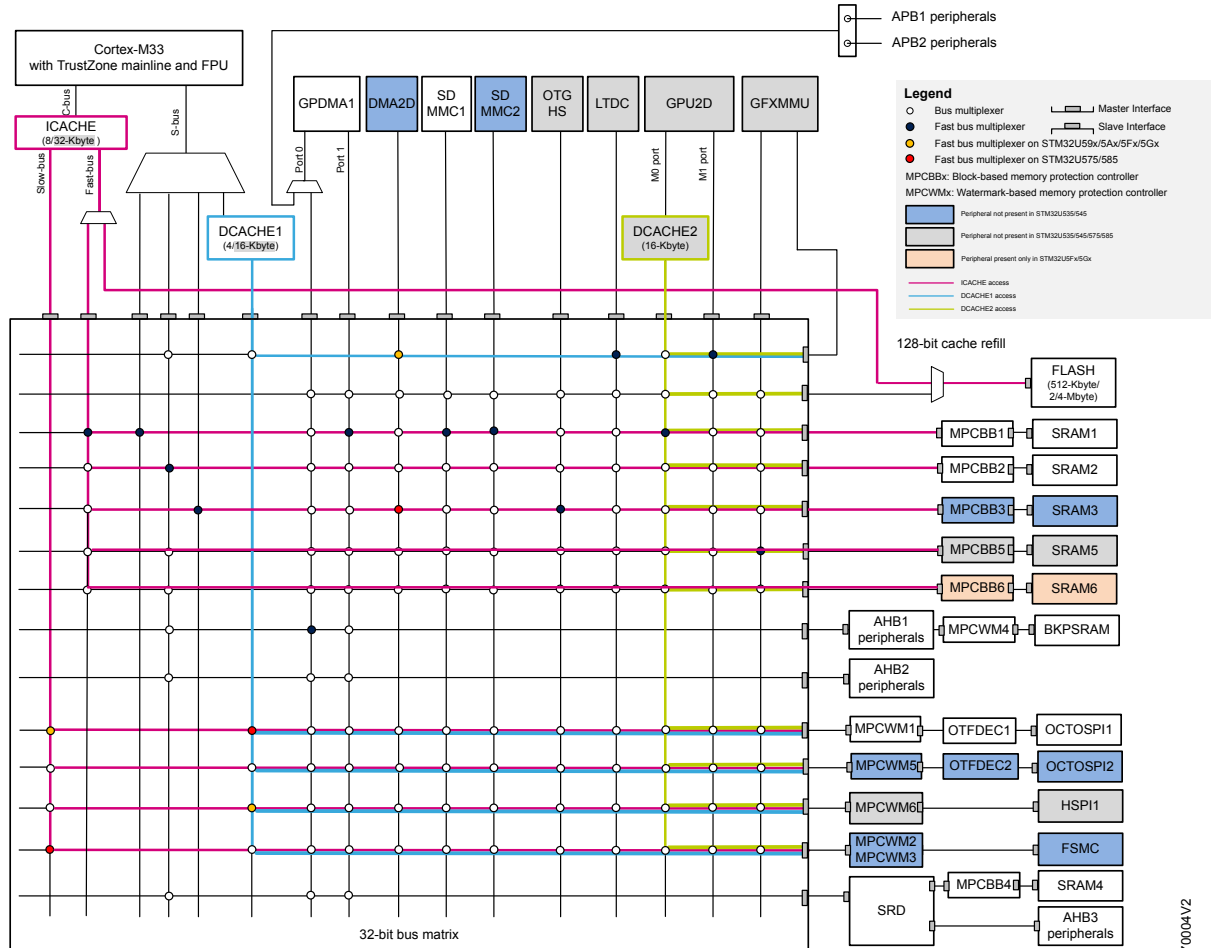 APB1 peripherals
APB2 peripherals
Cortex-M33
with TrustZone mainline and FPU
C-bus
S-bus
ICACHE
(8/32-Kbyte )
Slow-bus
Fast-bus
GPDMA1
DMA2D
SD
MMC1
SD
MMC2
OTG
HS
LTDC
GPU2D
GFXMMU
Port 0
Port 1
M0 port
M1 port
DCACHE1
(4/16-Kbyte)
DCACHE2
(16-Kbyte)
Legend
Bus multiplexer
Fast bus multiplexer
Fast bus multiplexer on STM32U59x/5Ax/5Fx/5Gx
Fast bus multiplexer on STM32U575/585
Master Interface
Slave Interface
MPCBBx: Block-based memory protection controller
MPCWMx: Watermark-based memory protection controller
Peripheral not present in STM32U535/545
Peripheral not present in STM32U535/545/575/585
Peripheral present only in STM32U5Fx/5Gx
ICACHE access
DCACHE1 access
DCACHE2 access
128-bit cache refill
FLASH
(512-Kbyte/
2/4-Mbyte)
MPCBB1
SRAM1
MPCBB2
SRAM2
MPCBB3
SRAM3
MPCBB5
SRAM5
MPCBB6
SRAM6
AHB1
peripherals
MPCWM4
BKPSRAM
AHB2
peripherals
MPCWM1
OTFDEC1
OCTOSPI1
MPCWM5
OTFDEC2
OCTOSPI2
MPCWM6
HSPI1
MPCWM2
MPCWM3
FSMC
SRD
MPCBB4
SRAM4
AHB3
peripherals
32-bit bus matrix